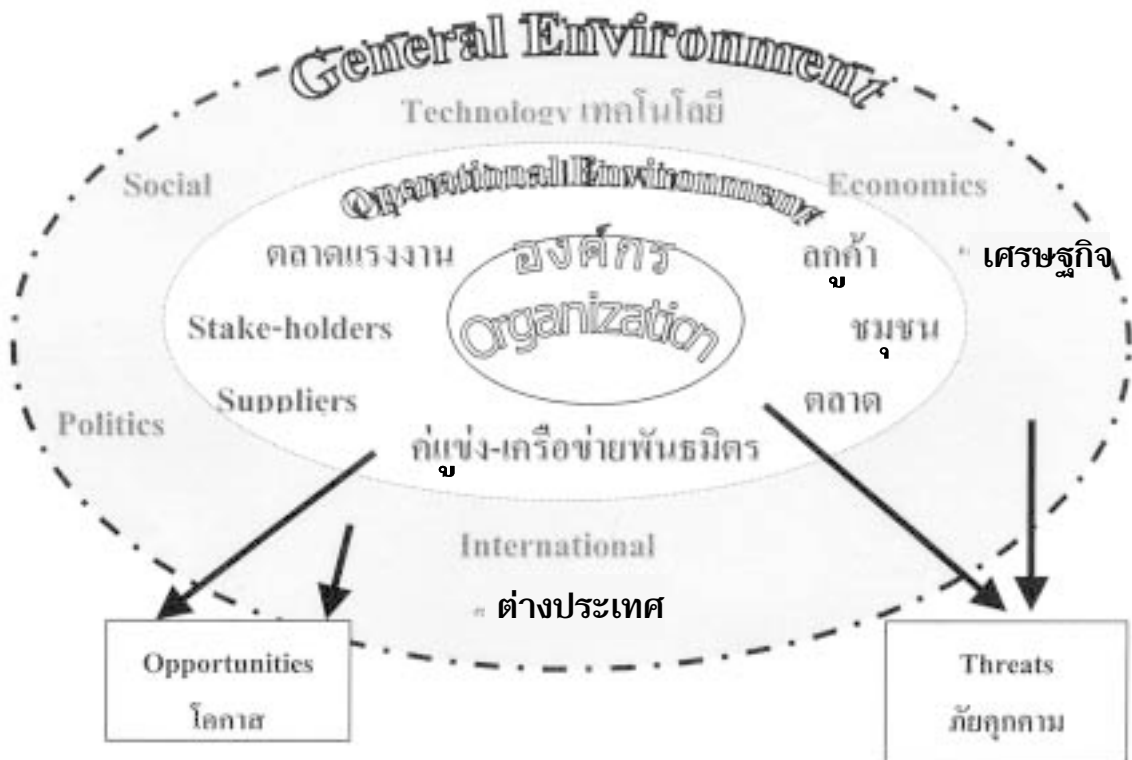 General Environment
Technology เทคโนโลยี
Social
Operational Environment
Economics
ตลาดแรงงาน
องค์กร
ลูกค้า
" เศรษฐกิจ
Stake-holders
Organization
ชุมชน
Suppliers
ตลาด
Politics
คู่แข่ง-เครือข่ายพันธมิตร
International
" ต่างประเทศ
Opportunities
โอกาส
Threats
ภัยคุกคาม